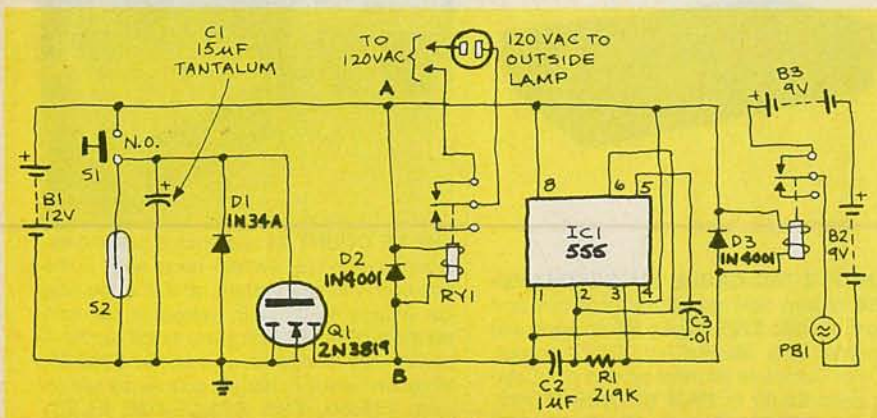 C1
15µF
TANTALUM
TO
120VAC
120 VAC TO
OUTSIDE
LAMP
B3
9V
+
A
N.O.
S1
+
B1
12V
+
D1
1N34A
8
6
5
IC1
556
D2
1N4001
RY1
D3
1N4001
+
B2
9V
S2
Q1
2N3819
1
2
3
4
C3
.01
PB1
B
C2
1µF
R1
219K